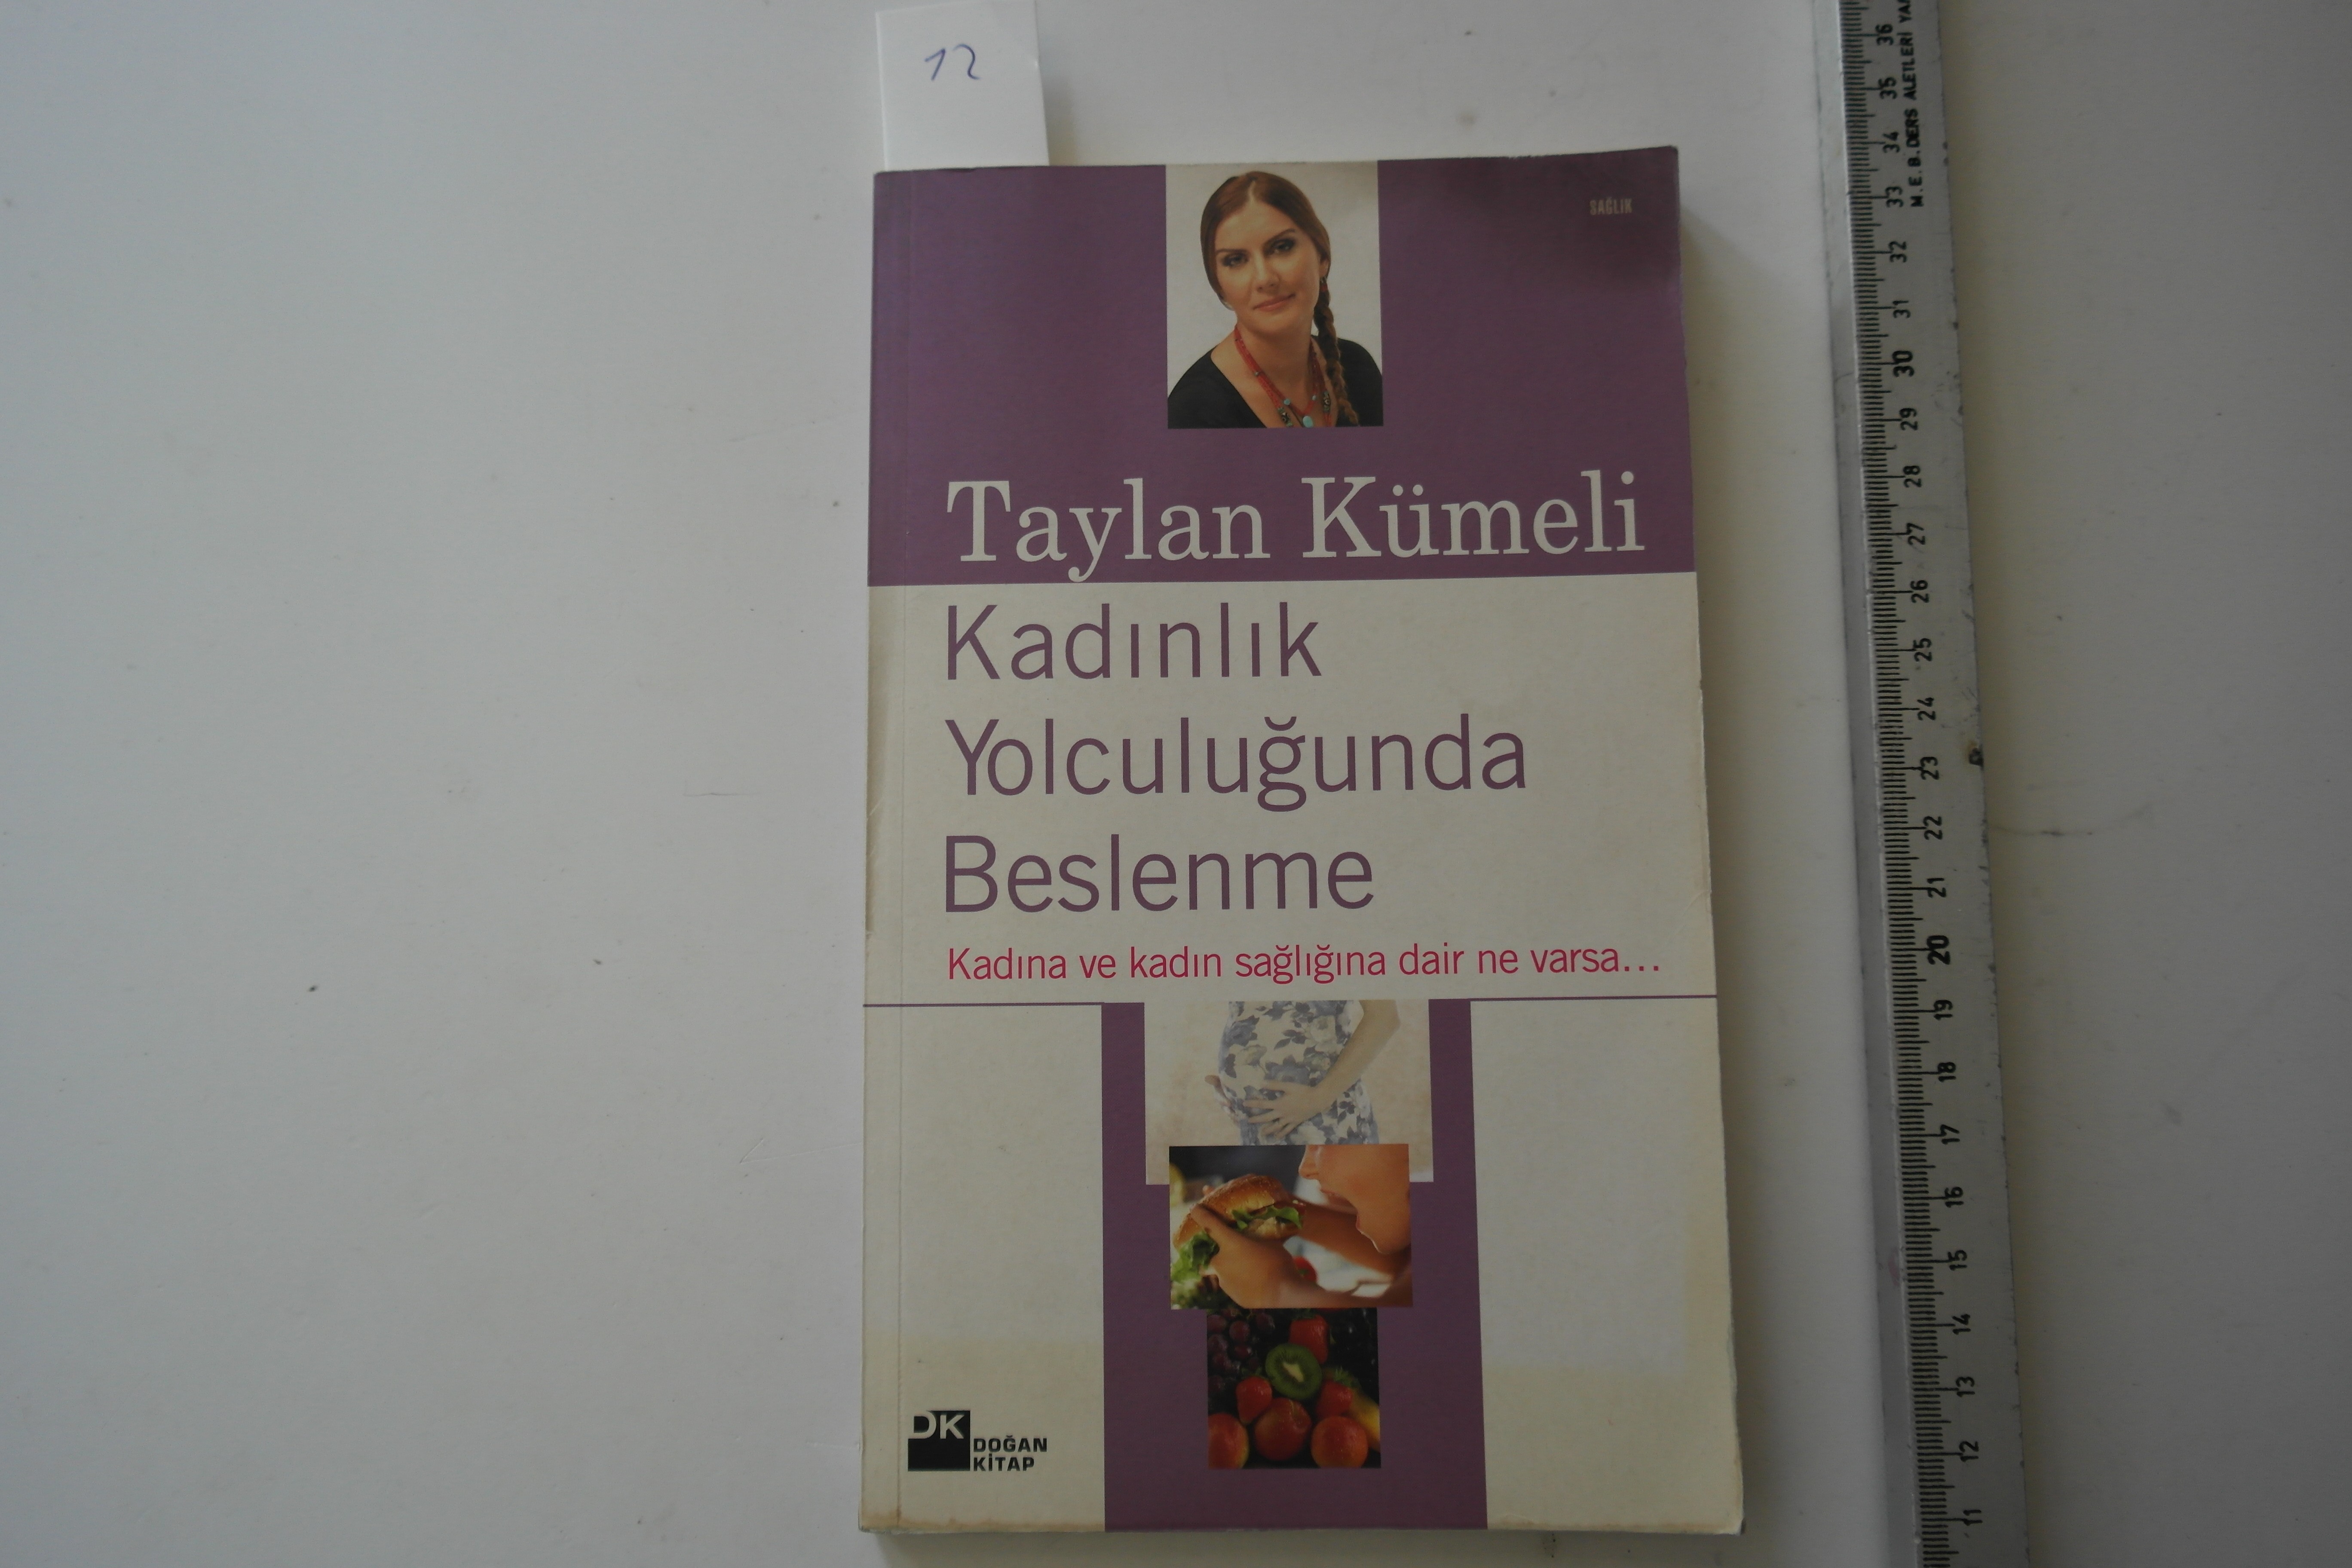 12
SAĞLIK
Taylan Kümeli
Kadınlık
Yolculuğunda
Beslenme
Kadına ve kadın sağlığına dair ne varsa...
DK
DOĞAN
KİTAP
M.E.B.DERS ALETLERİ
36
35
34
33
32
31
30
29
28
27
26
25
24
23
22
21
20
19
18
17
16
15
14
13
12
11